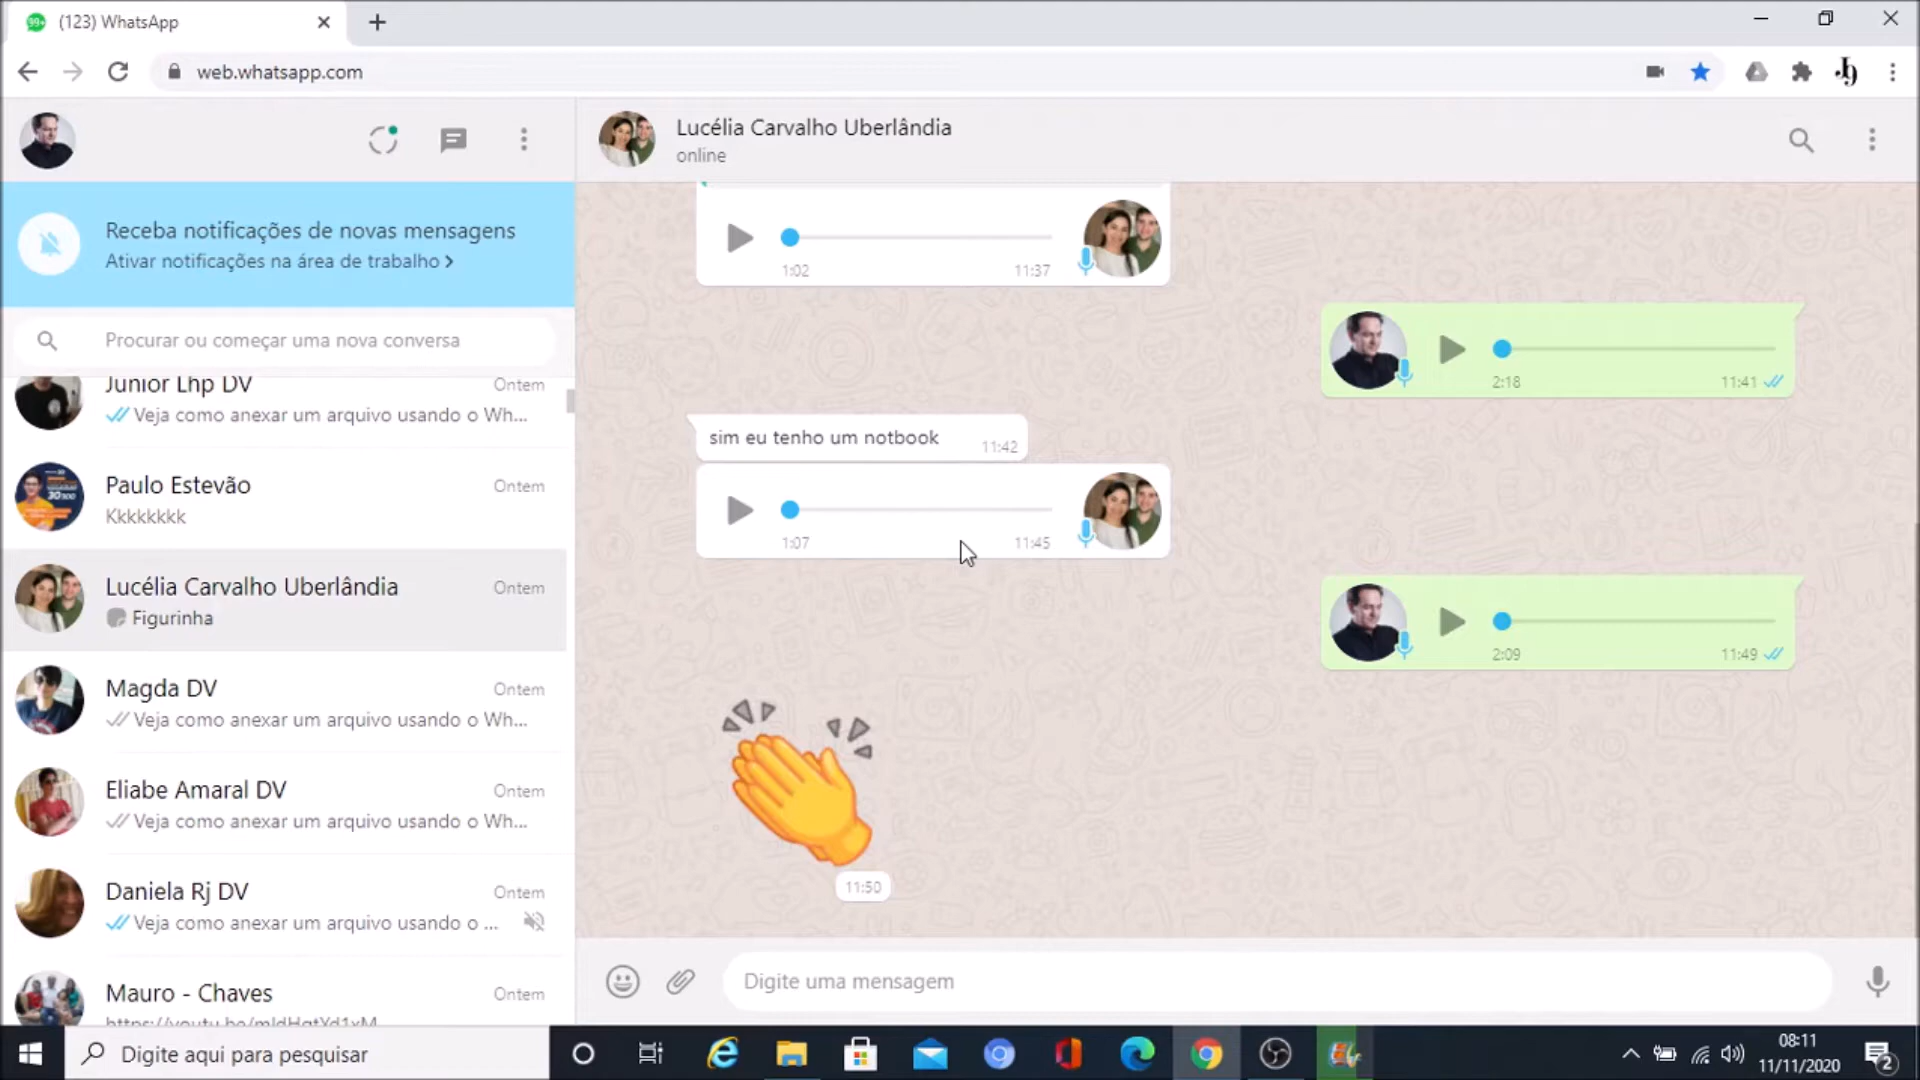 99+ (123) WhatsApp
web.whatsapp.com
Receba notificações de novas mensagens
Ativar notificações na área de trabalho
Procurar ou começar uma nova conversa
Junior Lhp DV Ontem
Veja como anexar um arquivo usando o Wh...
Paulo Estevão Ontem
Kkkkkkkk
Lucélia Carvalho Uberlândia Ontem
Figurinha
Magda DV Ontem
Veja como anexar um arquivo usando o Wh...
Eliabe Amaral DV Ontem
Veja como anexar um arquivo usando o Wh...
Daniela Rj DV Ontem
Veja como anexar um arquivo usando o ...
Mauro - Chaves Ontem
Lucélia Carvalho Uberlândia
online
1:02 11:37
2:18 11:41
sim eu tenho um notbook 11:42
1:07 11:45
2:09 11:49
11:50
Digite uma mensagem
Digite aqui para pesquisar
08:11
11/11/2020
2